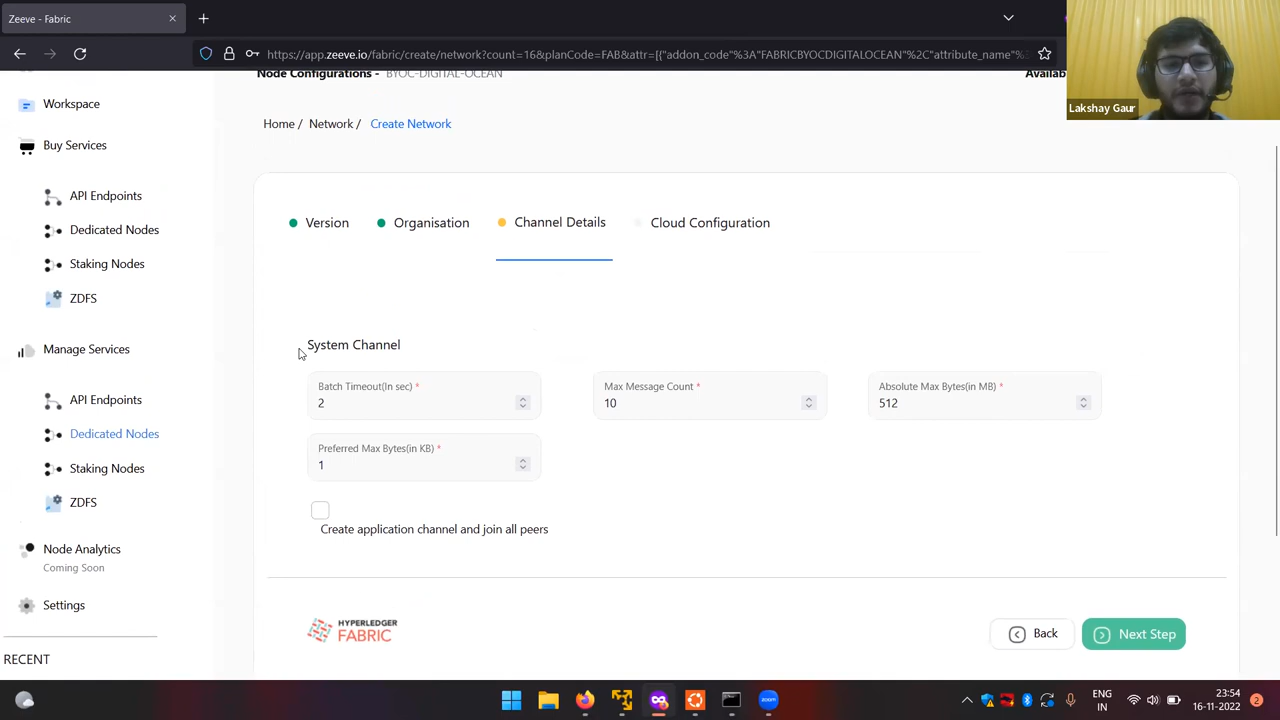 Zeeve - Fabric
https://app.zeeve.io/fabric/create/network?count=16&planCode=FAB&attr=[{"addon_code"%3A"FABRICBYOCDIGITALOCEAN"%2C"attribute_name"%
Lakshay Gaur
Node Configurations - BYOC-DIGITAL-OCEAN
Home / Network / Create Network
Workspace
Buy Services
API Endpoints
Dedicated Nodes
Staking Nodes
ZDFS
Manage Services
API Endpoints
Dedicated Nodes
Staking Nodes
ZDFS
Node Analytics
Coming Soon
Settings
RECENT
Version
Organisation
Channel Details
Cloud Configuration
System Channel
Batch Timeout(In sec) *
2
Max Message Count *
10
Absolute Max Bytes(in MB) *
512
Preferred Max Bytes(in KB) *
1
Create application channel and join all peers
HYPERLEDGER
FABRIC
Back
Next Step
zoom
ENG
IN
23:54
16-11-2022
2